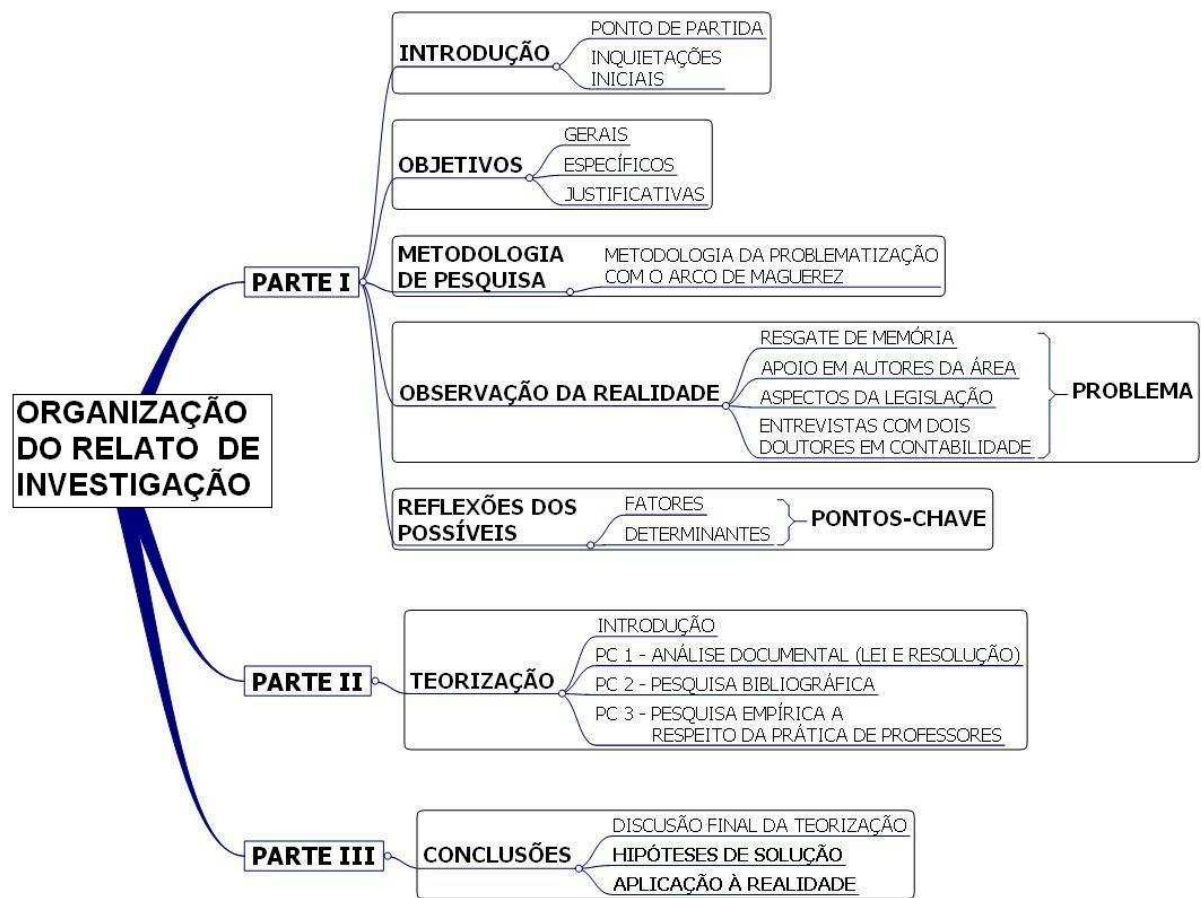 ORGANIZAÇÃO
DO RELATO DE
INVESTIGAÇÃO
PARTE I
INTRODUÇÃO
PONTO DE PARTIDA
INQUIETAÇÕES
INICIAIS
OBJETIVOS
GERAIS
ESPECÍFICOS
JUSTIFICATIVAS
METODOLOGIA
DE PESQUISA
METODOLOGIA DA PROBLEMATIZAÇÃO
COM O ARCO DE MAGUEREZ
OBSERVAÇÃO DA REALIDADE
RESGATE DE MEMÓRIA
APOIO EM AUTORES DA ÁREA
ASPECTOS DA LEGISLAÇÃO
ENTREVISTAS COM DOIS
DOUTORES EM CONTABILIDADE
PROBLEMA
REFLEXÕES DOS
POSSÍVEIS
FATORES
DETERMINANTES
PONTOS-CHAVE
PARTE II
TEORIZAÇÃO
INTRODUÇÃO
PC 1 - ANÁLISE DOCUMENTAL (LEI E RESOLUÇÃO)
PC 2 - PESQUISA BIBLIOGRÁFICA
PC 3 - PESQUISA EMPÍRICA A
RESPEITO DA PRÁTICA DE PROFESSORES
PARTE III
CONCLUSÕES
DISCUSÃO FINAL DA TEORIZAÇÃO
HIPÓTESES DE SOLUÇÃO
APLICAÇÃO À REALIDADE